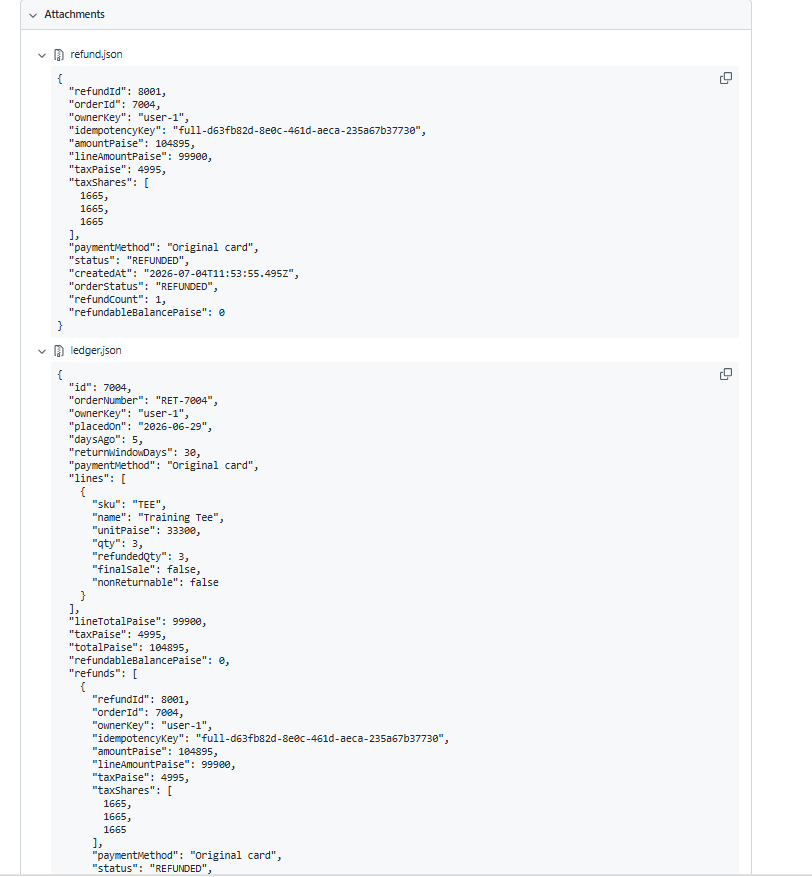 Attachments
refund.json
{
  "refundId": 8001,
  "orderId": 7004,
  "ownerKey": "user-1",
  "idempotencyKey": "full-d63fb82d-8e0c-461d-aeca-235a67b37730",
  "amountPaise": 104895,
  "lineAmountPaise": 99900,
  "taxPaise": 4995,
  "taxShares": [
    1665,
    1665,
    1665
  ],
  "paymentMethod": "Original card",
  "status": "REFUNDED",
  "createdAt": "2026-07-04T11:53:55.495Z",
  "orderStatus": "REFUNDED",
  "refundCount": 1,
  "refundableBalancePaise": 0
}
ledger.json
{
  "id": 7004,
  "orderNumber": "RET-7004",
  "ownerKey": "user-1",
  "placedOn": "2026-06-29",
  "daysAgo": 5,
  "returnWindowDays": 30,
  "paymentMethod": "Original card",
  "lines": [
    {
      "sku": "TEE",
      "name": "Training Tee",
      "unitPaise": 33300,
      "qty": 3,
      "refundedQty": 3,
      "finalSale": false,
      "nonReturnable": false
    }
  ],
  "lineTotalPaise": 99900,
  "taxPaise": 4995,
  "totalPaise": 104895,
  "refundableBalancePaise": 0,
  "refunds": [
    {
      "refundId": 8001,
      "orderId": 7004,
      "ownerKey": "user-1",
      "idempotencyKey": "full-d63fb82d-8e0c-461d-aeca-235a67b37730",
      "amountPaise": 104895,
      "lineAmountPaise": 99900,
      "taxPaise": 4995,
      "taxShares": [
        1665,
        1665,
        1665
      ],
      "paymentMethod": "Original card",
      "status": "REFUNDED",